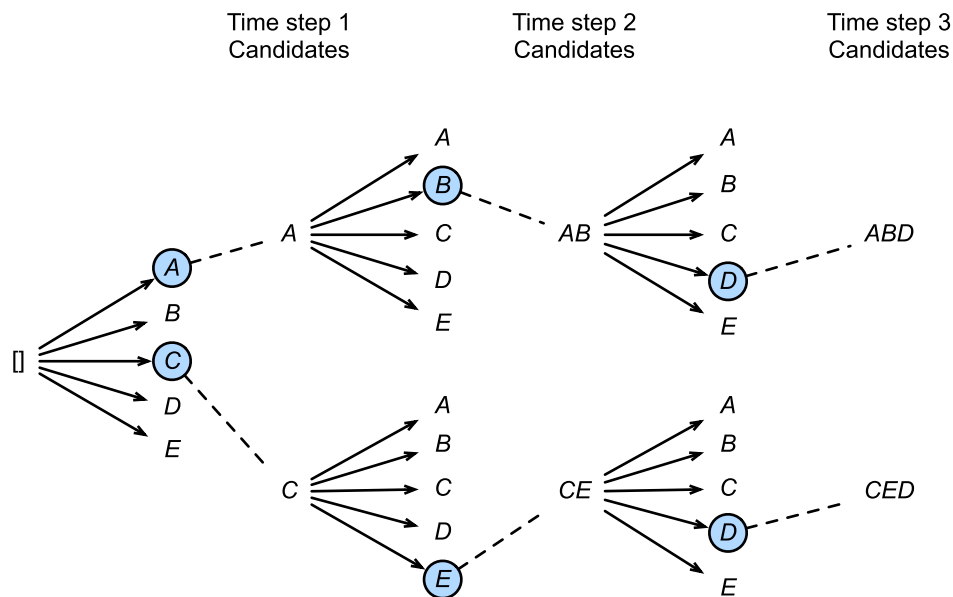 Time step 1
Candidates
Time step 2
Candidates
Time step 3
Candidates
[]
A
B
C
D
E
A
A
B
C
D
E
AB
A
B
C
D
E
ABD
C
A
B
C
D
E
CE
A
B
C
D
E
CED